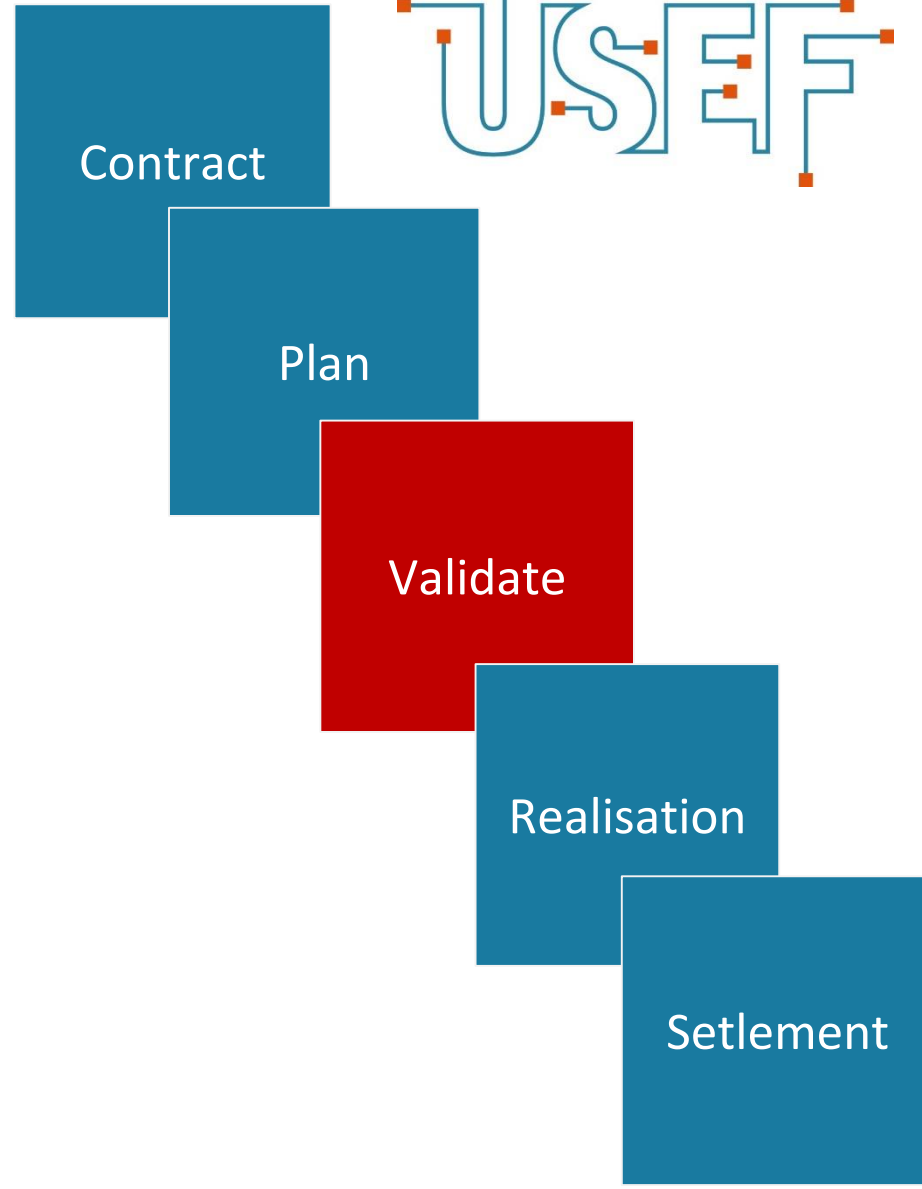 USEF
Contract
Plan
Validate
Realisation
Setlement